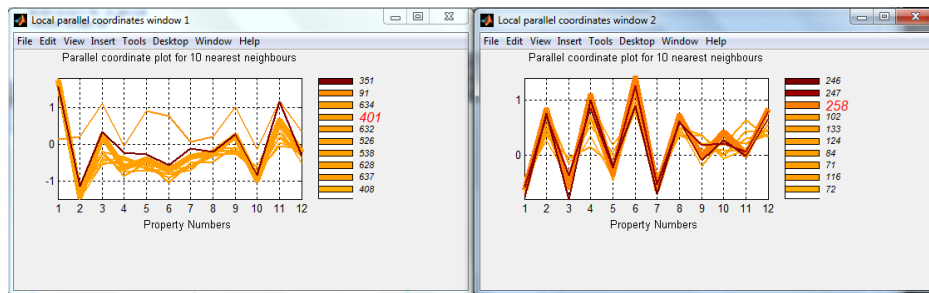 Local parallel coordinates window 1
File Edit View Insert Tools Desktop Window Help
Parallel coordinate plot for 10 nearest neighbours
1
0
-1
1 2 3 4 5 6 7 8 9 10 11 12
Property Numbers
351
91
634
401
632
526
538
628
637
408
Local parallel coordinates window 2
File Edit View Insert Tools Desktop Window Help
Parallel coordinate plot for 10 nearest neighbours
1
0
1 2 3 4 5 6 7 8 9 10 11 12
Property Numbers
246
247
258
102
133
124
84
71
116
72